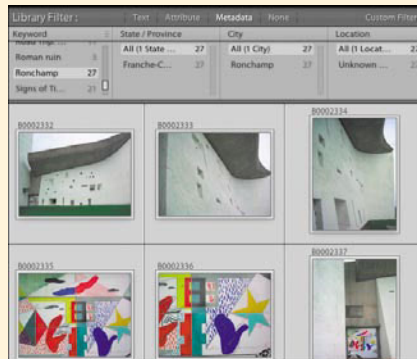 Library Filter: Text Attribute Metadata None Custom Filter
Keyword State / Province City Location
Road Trip: ...
All (1 State ... 27 All (1 City) 27 All (1 Locat... 27
Roman ruin 3
Franche-C... 27 Ronchamp 27 Unknown ...
Ronchamp 27
Signs of Ti... 21
B0002332 B0002333 B0002334
B0002335 B0002336 B0002337